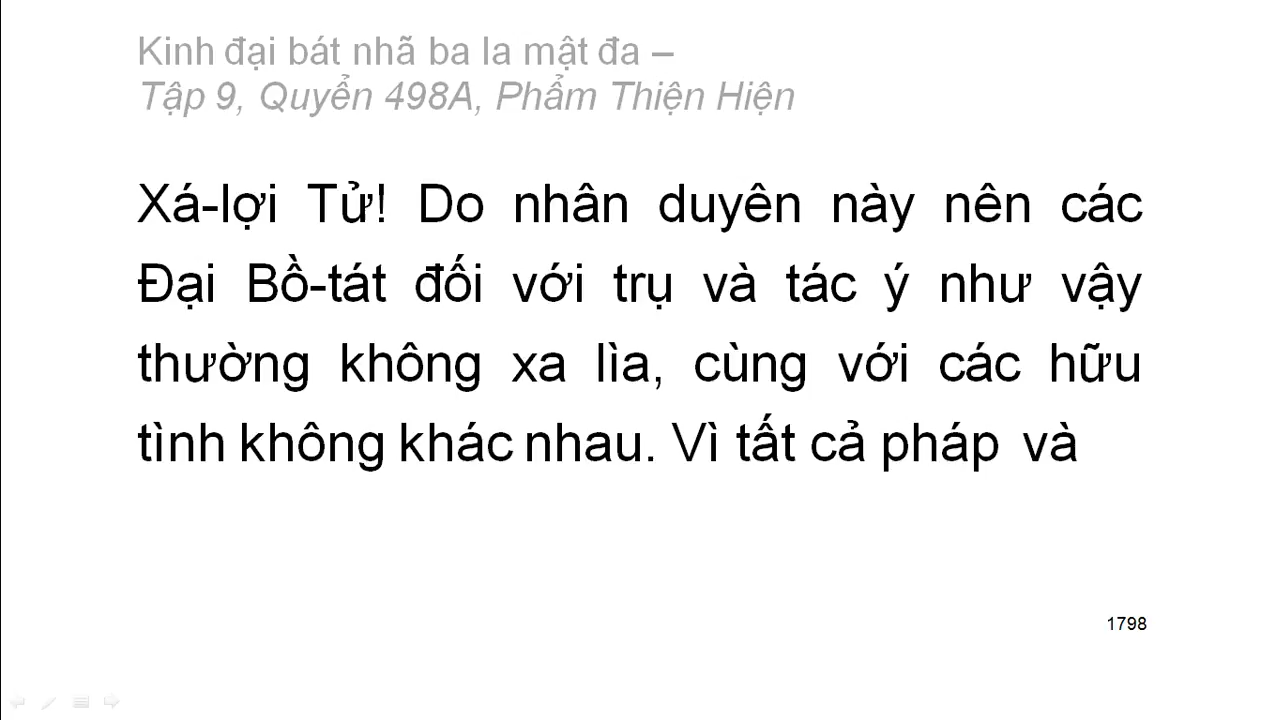 Kinh đại bát nhã ba la mật đa –
Tập 9, Quyển 498A, Phẩm Thiện Hiện
Xá-lợi Tử! Do nhân duyên này nên các
Đại Bồ-tát đối với trụ và tác ý như vậy
thường không xa lìa, cùng với các hữu
tình không khác nhau. Vì tất cả pháp và
1798